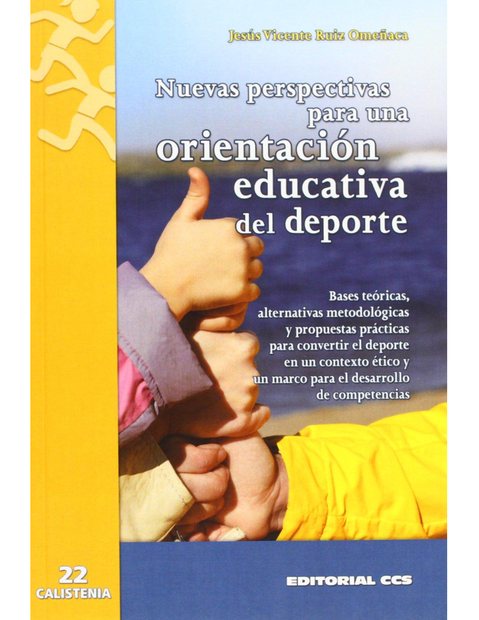 Jesús Vicente Ruiz Omeñaca
Nuevas perspectivas
para una
orientación
educativa
del deporte
Bases teóricas,
alternativas metodológicas
y propuestas prácticas
para convertir el deporte
en un contexto ético y
un marco para el desarrollo
de competencias
22
CALISTENIA
EDITORIAL CCS